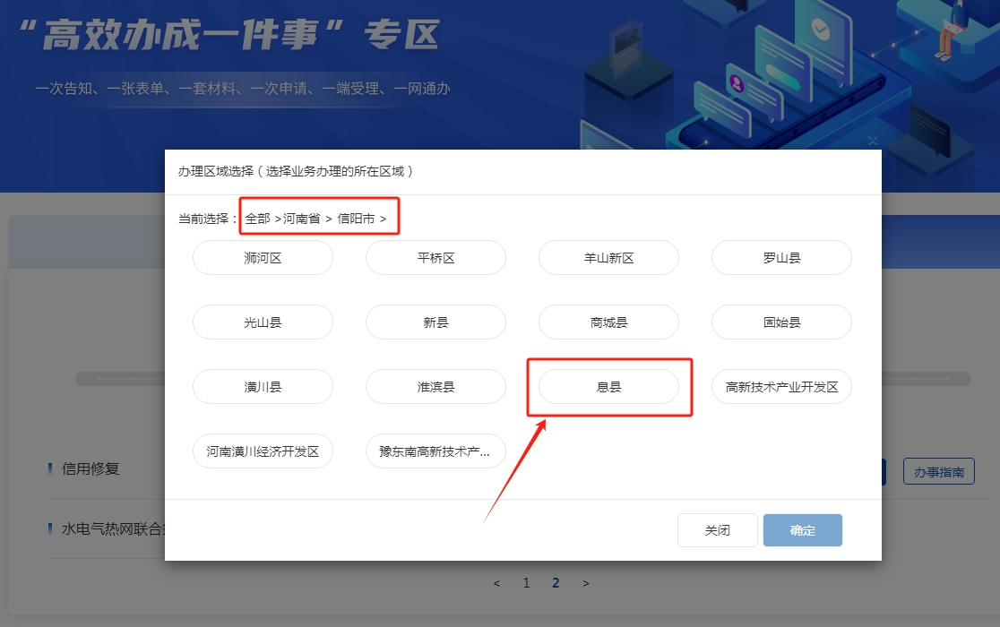 “高效办成一件事”专区
一次告知、一张表单、一套材料、一次申请、一端受理、一网通办
办理区域选择(选择业务办理的所在区域)
当前选择: 全部 >河南省 > 信阳市 >
浉河区 平桥区 羊山新区 罗山县
光山县 新县 商城县 固始县
潢川县 淮滨县 息县 高新技术产业开发区
河南潢川经济开发区 豫东南高新技术产...
信用修复 办事指南
水电气热网联合
关闭 确定
< 1 2 >